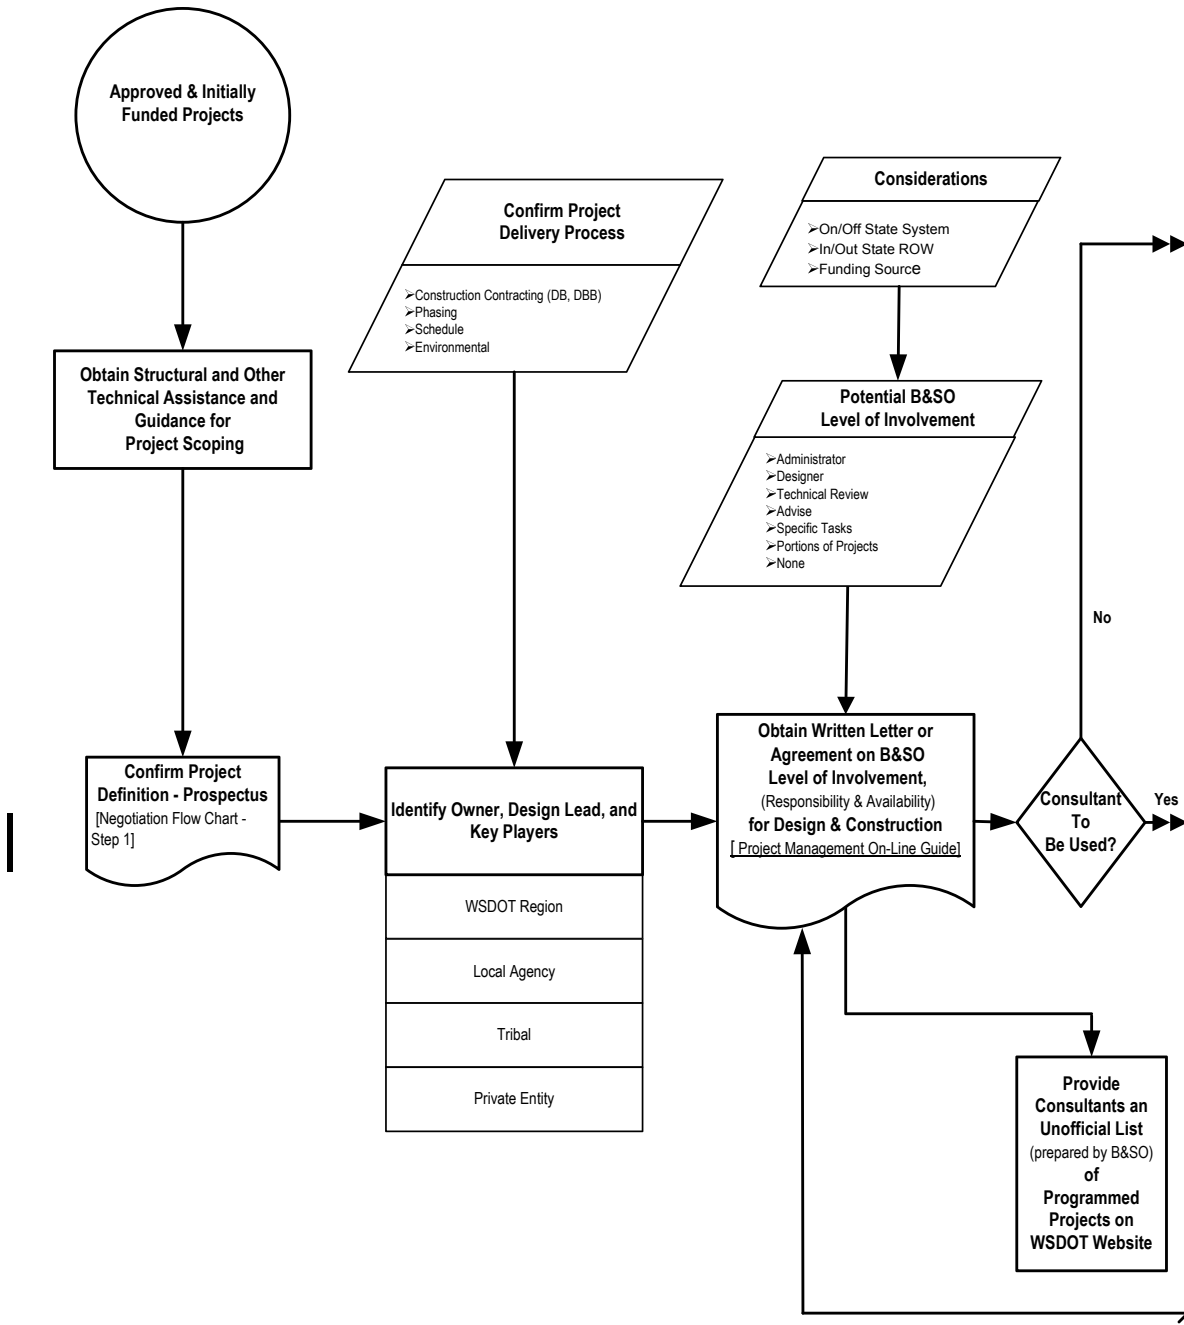 Approved & Initially
Funded Projects
Obtain Structural and Other
Technical Assistance and
Guidance for
Project Scoping
Confirm Project
Definition - Prospectus
[Negotiation Flow Chart -
Step 1]
Confirm Project
Delivery Process
➢Construction Contracting (DB, DBB)
➢Phasing
➢Schedule
➢Environmental
Identify Owner, Design Lead, and
Key Players
WSDOT Region
Local Agency
Tribal
Private Entity
Considerations
➢On/Off State System
➢In/Out State ROW
➢Funding Source
Potential B&SO
Level of Involvement
➢Administrator
➢Designer
➢Technical Review
➢Advise
➢Specific Tasks
➢Portions of Projects
➢None
Obtain Written Letter or
Agreement on B&SO
Level of Involvement,
(Responsibility & Availability)
for Design & Construction
[ Project Management On-Line Guide]
No
Consultant
To
Be Used?
Yes
Provide
Consultants an
Unofficial List
(prepared by B&SO)
of
Programmed
Projects on
WSDOT Website